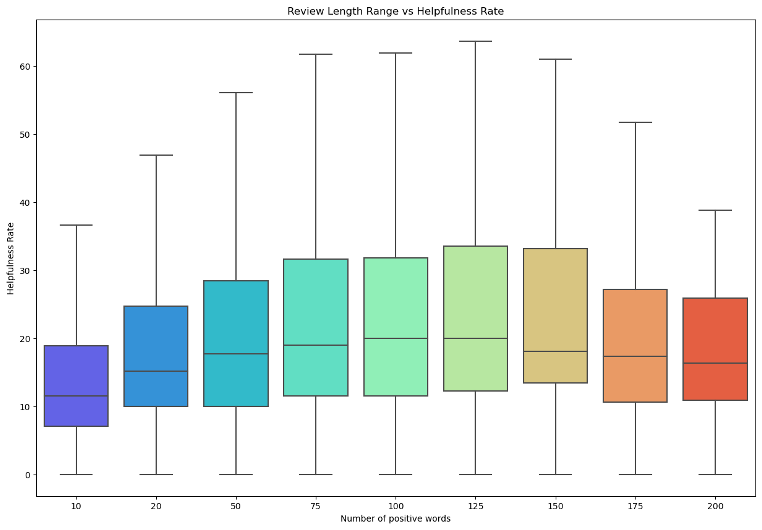 Review Length Range vs Helpfulness Rate
Helpfulness Rate
60
50
40
30
20
10
0
10 20 50 75 100 125 150 175 200
Number of positive words